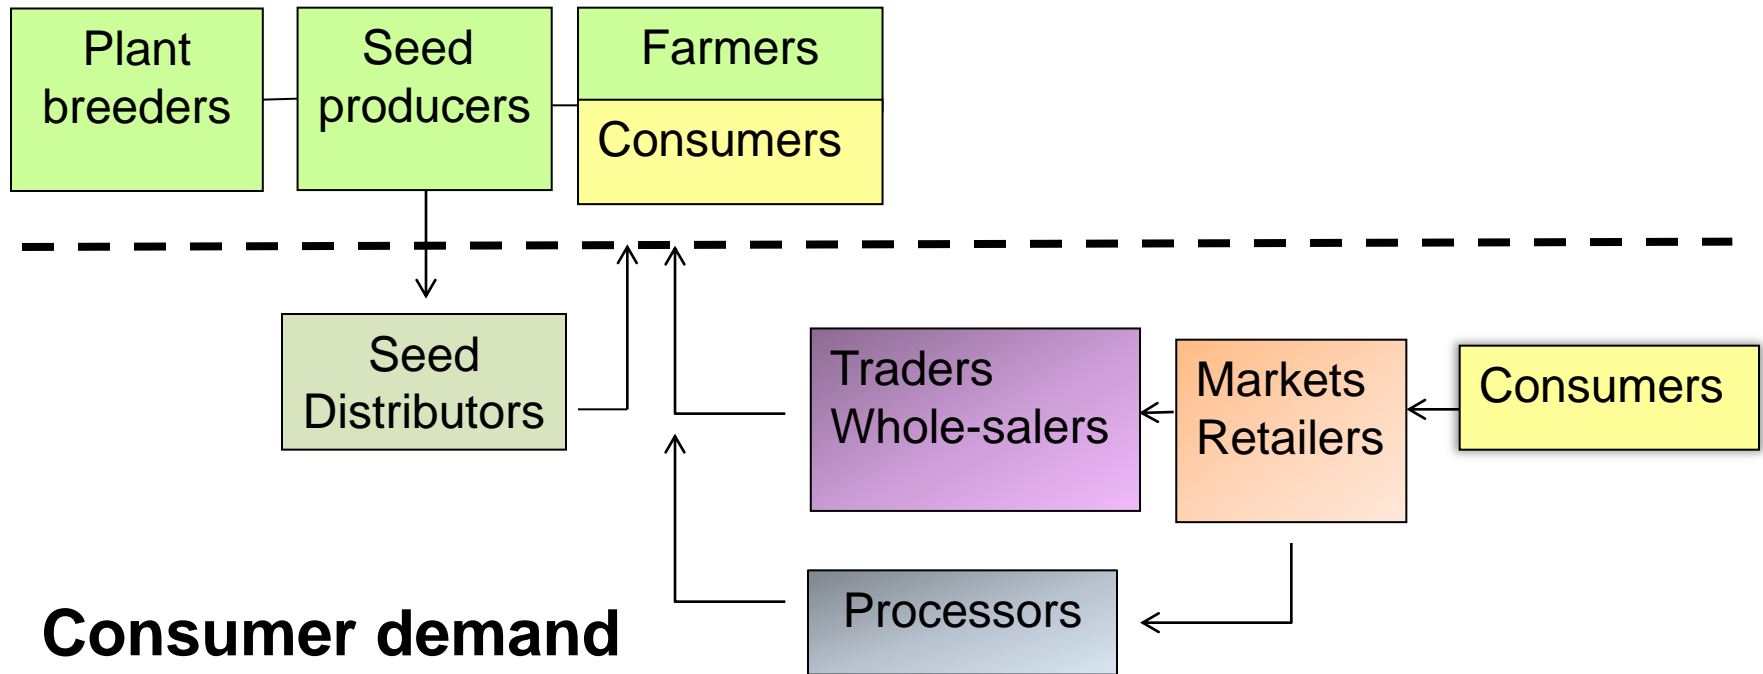 Plant
breeders
Seed
producers
Farmers
Consumers
Seed
Distributors
Traders
Whole-salers
Markets
Retailers
Consumers
Processors
Consumer demand